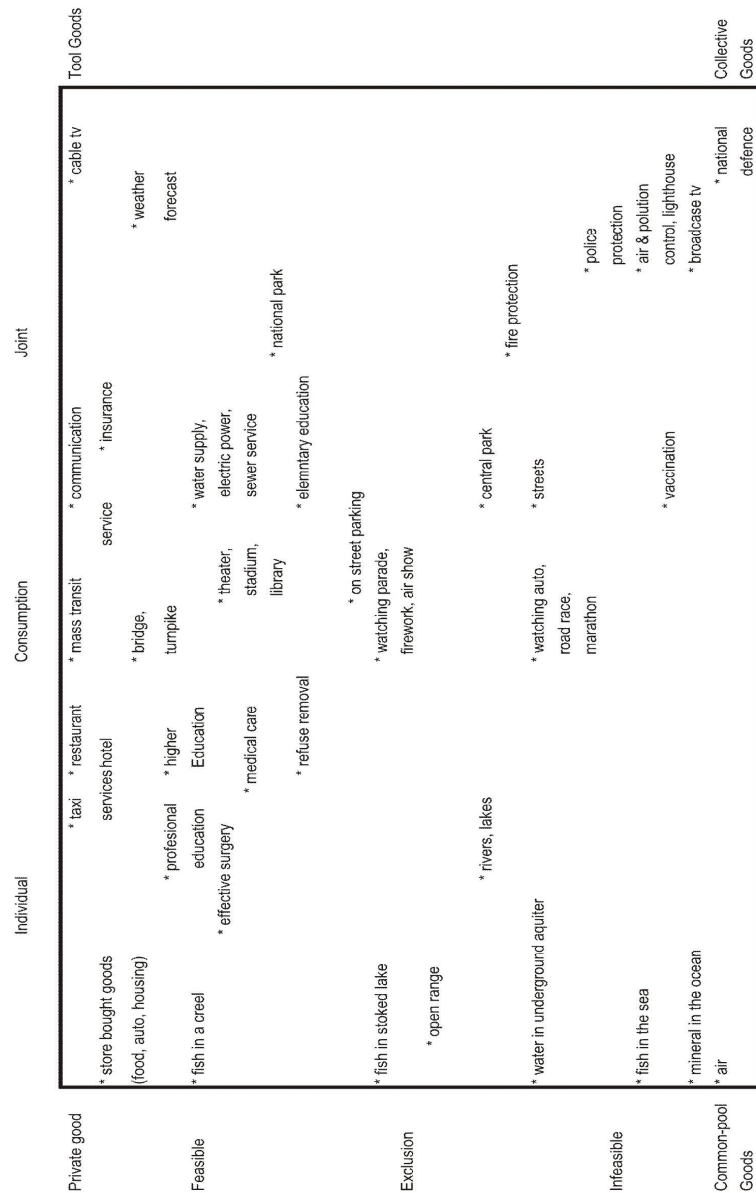 Individual Consumption Joint
Private good * taxi * restaurant * mass transit * communication * cable tv Tool Goods
* store bought goods services hotel service * insurance
(food, auto, housing) * bridge, * weather
* profesional * higher turnpike forecast
Feasible * fish in a creel education Education * water supply,
* effective surgery * theater, electric power,
* medical care stadium, sewer service
library * national park
* refuse removal * elemntary education
* on street parking
* fish in stoked lake * watching parade,
Exclusion firework, air show
* open range
* rivers, lakes * central park
* fire protection
* water in underground aquiter * watching auto, * streets
road race,
marathon * police
Infeasible protection
* fish in the sea * air & polution
* vaccination control, lighthouse
* mineral in the ocean * broadcase tv
Common-pool * air * national Collective
Goods defence Goods